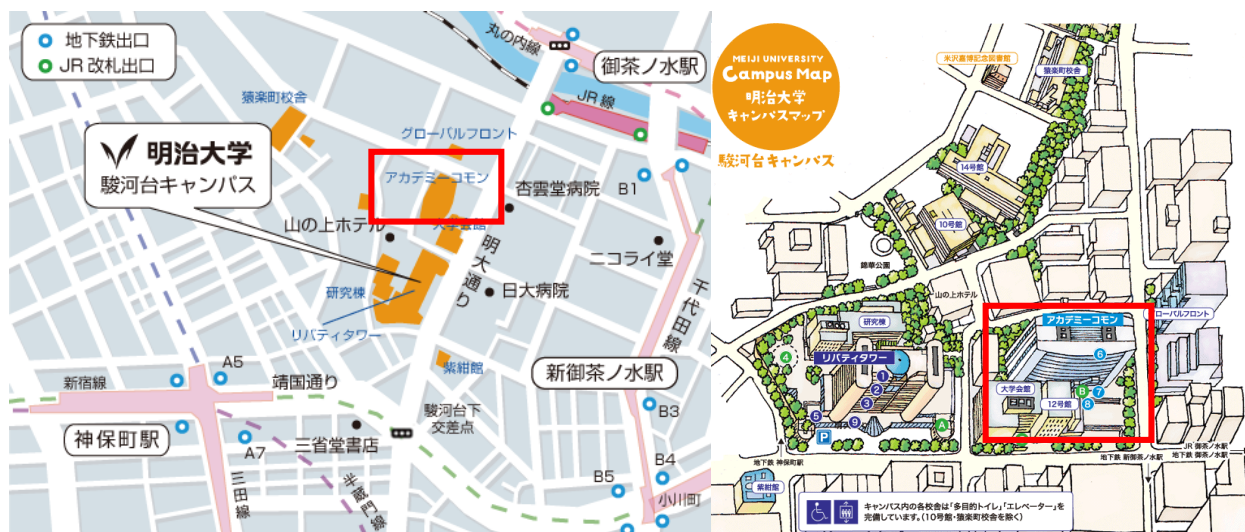 地下鉄出口
JR改札出口
丸の内線
御茶ノ水駅
JR線
猿楽町校舎
グローバルフロント
明治大学
駿河台キャンパス
アカデミーコモン
杏雲堂病院
B1
山の上ホテル
大学会館
明大通り
ニコライ堂
日大病院
千代田線
研究棟
リバティタワー
紫紺館
A5
新宿線
靖国通り
新御茶ノ水駅
駿河台下
交差点
B3
神保町駅
三省堂書店
A7
B4
B5
三田線
半蔵門線
小川町
MEIJI UNIVERSITY
Campus Map
明治大学
キャンパスマップ
駿河台キャンパス
米沢嘉博記念図書館
猿楽町校舎
14号館
10号館
錦華公園
山の上ホテル
研究棟
アカデミーコモン
ローバルフロント
リバティタワー
4
6
1
大学会館
B
7
2
12号館
8
3
5
9
A
P
JR 御茶ノ水駅
地下鉄 神保町駅
地下鉄 新御茶ノ水駅
地下鉄 御茶ノ水駅
紫紺館
キャンパス内の各校舎は「多目的トイレ」「エレベーター」を
完備しています。(10号館・猿楽町校舎を除く)